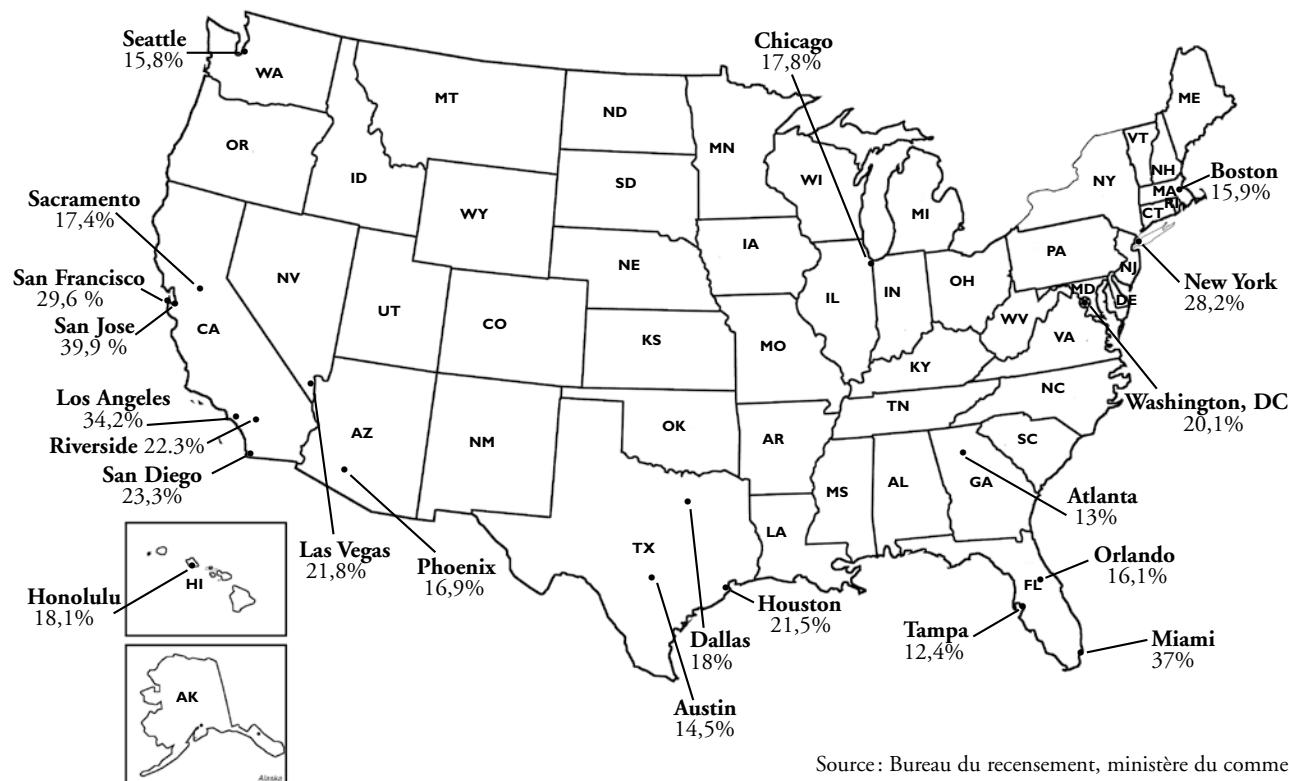 Seattle
15,8%
Chicago
17,8%
WA
MT
ND
MN
ME
OR
ID
SD
WI
MI
VT
NH
NY
MA
RI
CT
Boston
15,9%
Sacramento
17,4%
WY
IA
PA
NJ
New York
28,2%
San Francisco
29,6 %
San Jose
39,9 %
NV
UT
CO
NE
IL
IN
OH
MD
DE
WV
VA
CA
KS
MO
KY
NC
Washington, DC
20,1%
Los Angeles
34,2%
Riverside 22.3%
San Diego
23,3%
AZ
NM
OK
AR
TN
SC
MS
AL
GA
Atlanta
13%
LA
TX
Las Vegas
21,8%
Phoenix
16,9%
Honolulu
18,1%
HI
Houston
21,5%
Dallas
18%
Austin
14,5%
FL
Orlando
16,1%
Tampa
12,4%
Miami
37%
AK
Alaska
Source: Bureau du recensement, ministère du comme